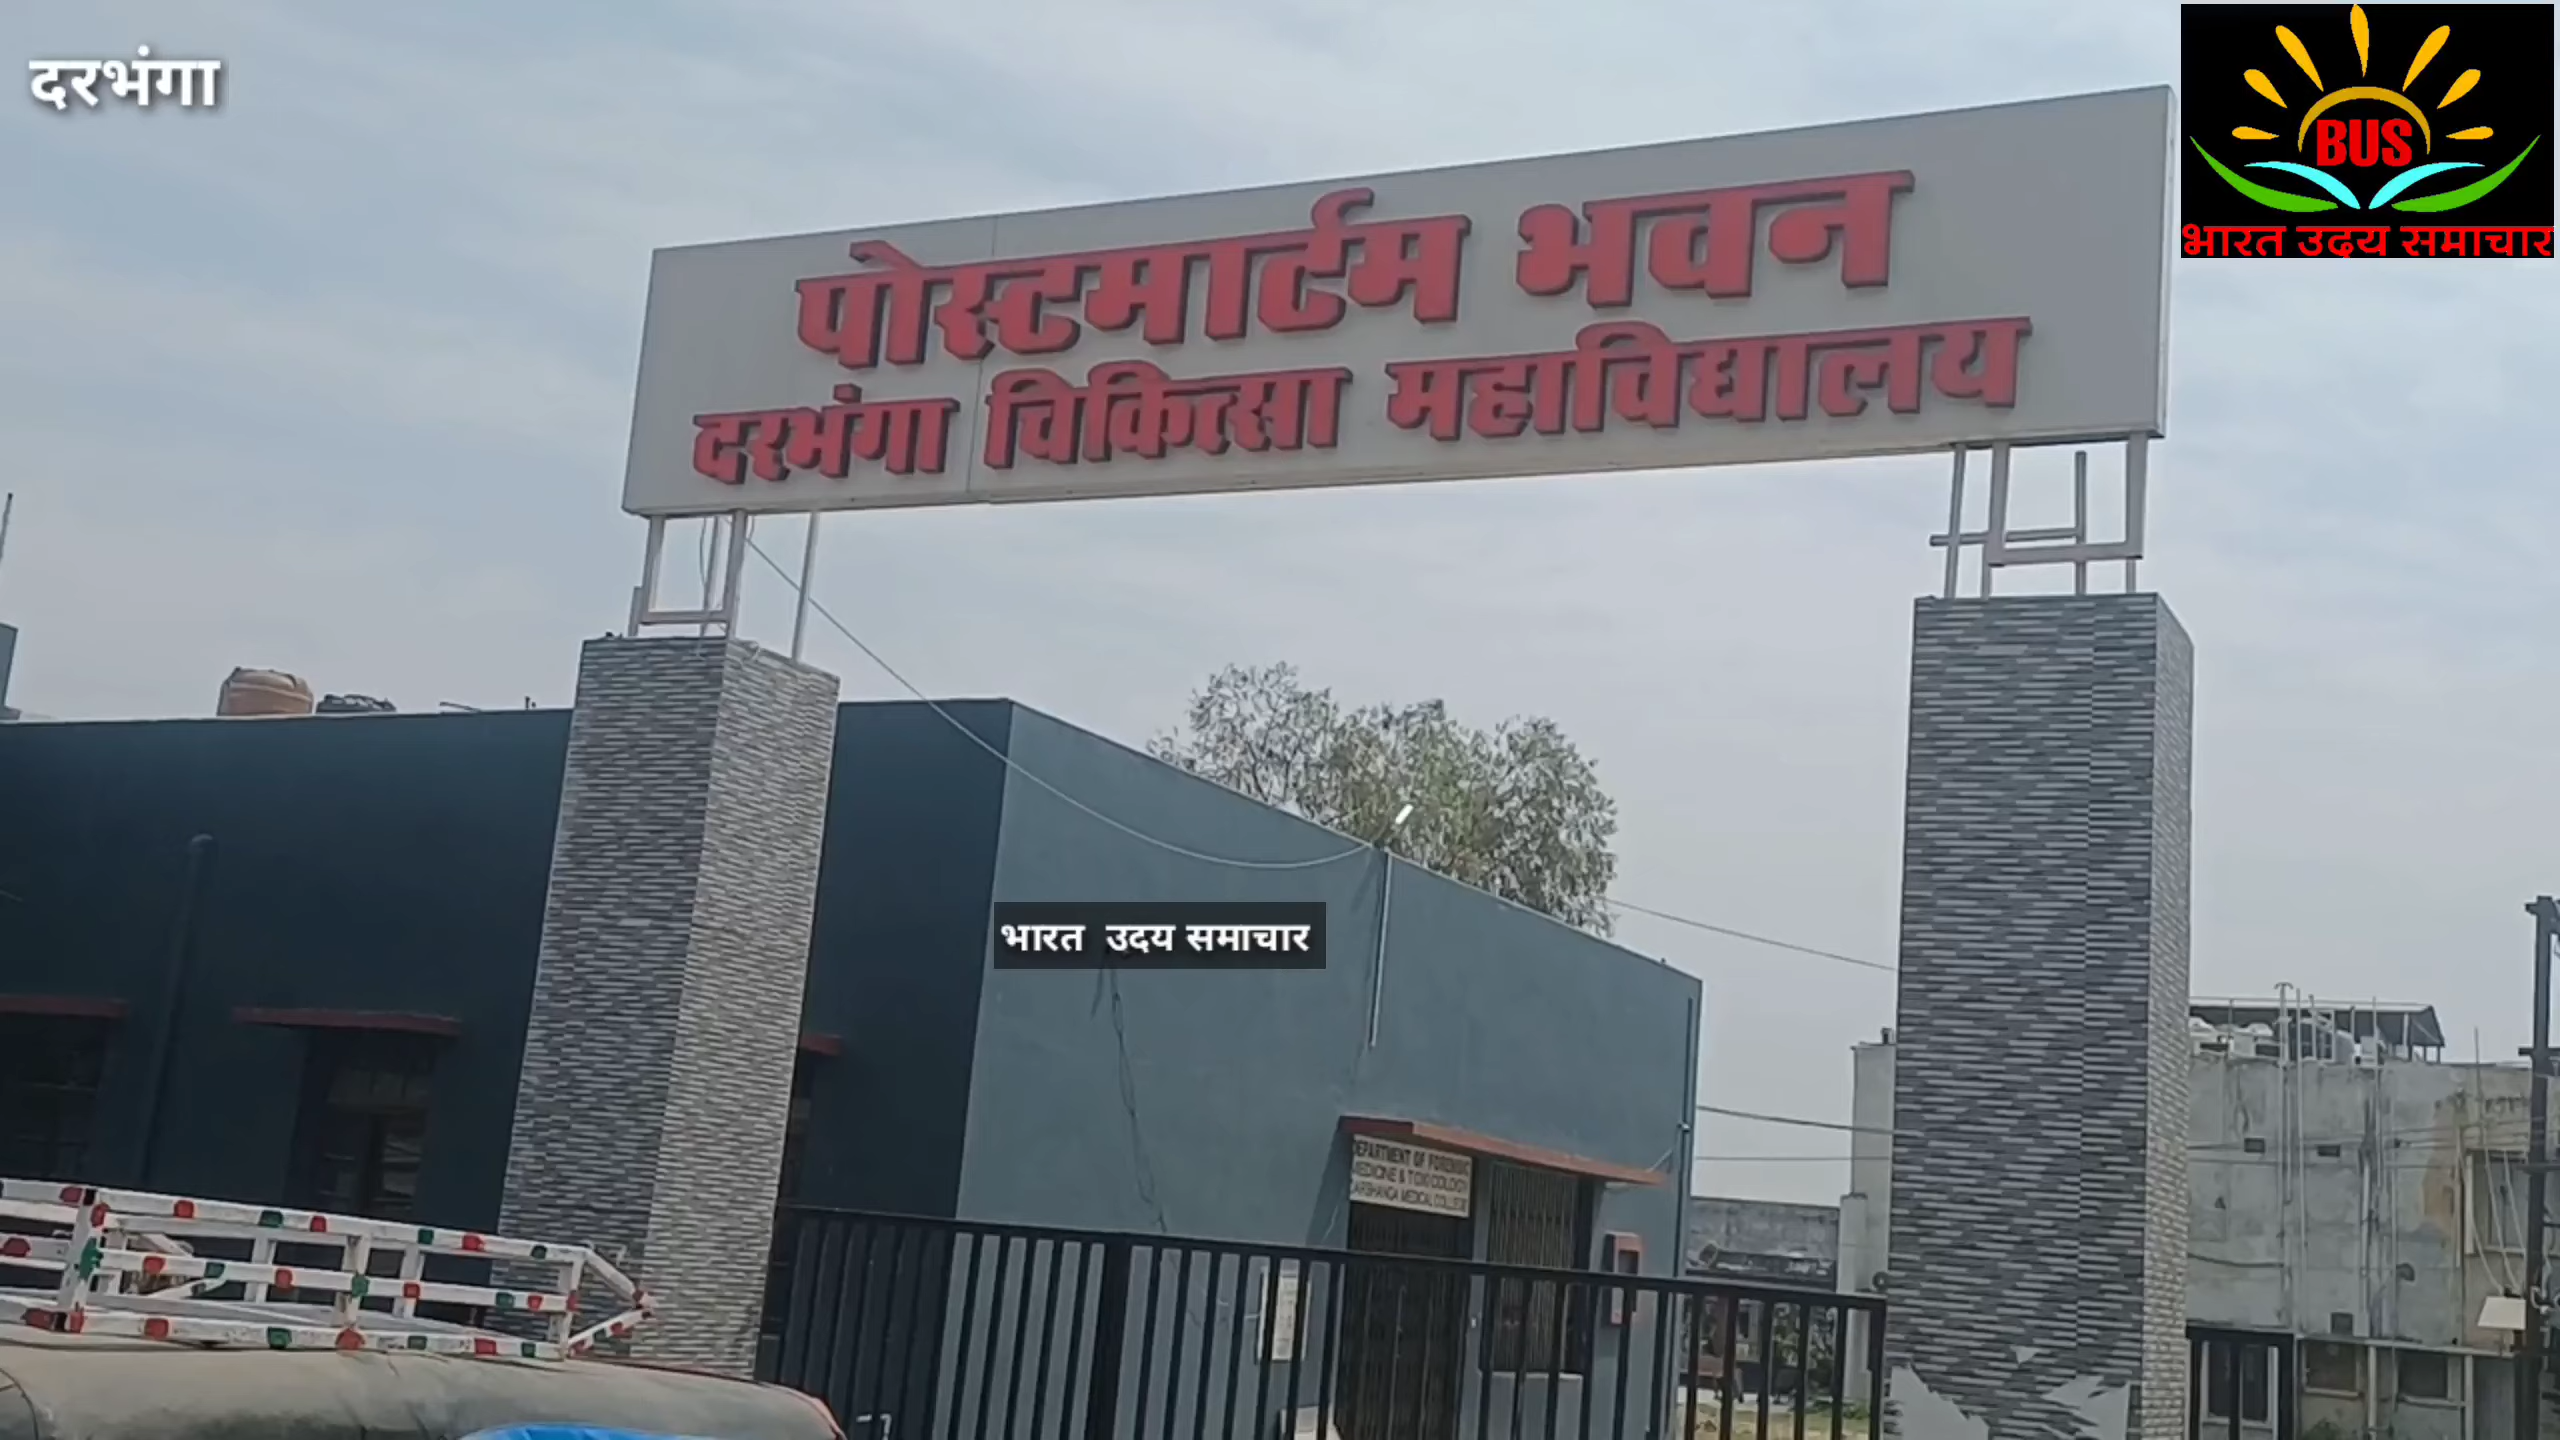 दरभंगा
BUS
भारत उदय समाचार
पोस्टमार्टम भवन
दरभंगा चिकित्सा महाविद्यालय
भारत उदय समाचार
DEPARTMENT OF FORENSIC
MEDICINE & TOXICOLOGY
DARBHANGA MEDICAL COLLEGE